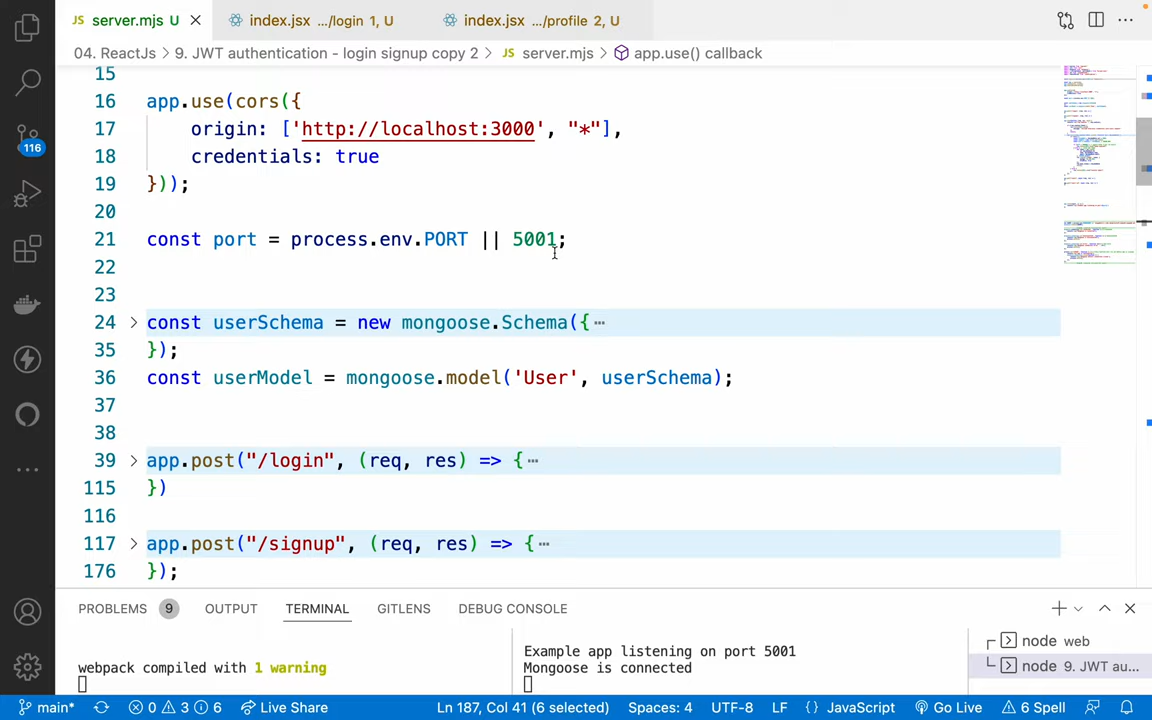 JS server.mjs U × index.jsx .../login 1, U index.jsx .../profile 2, U ···
04. ReactJs > 9. JWT authentication - login signup copy 2 > JS server.mjs > app.use() callback
15
16 app.use(cors({
17 origin: ['http://localhost:3000', "*"],
18 credentials: true
19 }));
20
21 const port = process.env.PORT || 5001;
22
23
24 > const userSchema = new mongoose.Schema({ ···
35 });
36 const userModel = mongoose.model('User', userSchema);
37
38
39 > app.post("/login", (req, res) => { ···
115 })
116
117 > app.post("/signup", (req, res) => { ···
176 });
116
PROBLEMS 9 OUTPUT TERMINAL GITLENS DEBUG CONSOLE
webpack compiled with 1 warning
Example app listening on port 5001
Mongoose is connected
node web
node 9. JWT au...
main* 0 3 6 Live Share Ln 187, Col 41 (6 selected) Spaces: 4 UTF-8 LF {} JavaScript Go Live 6 Spell